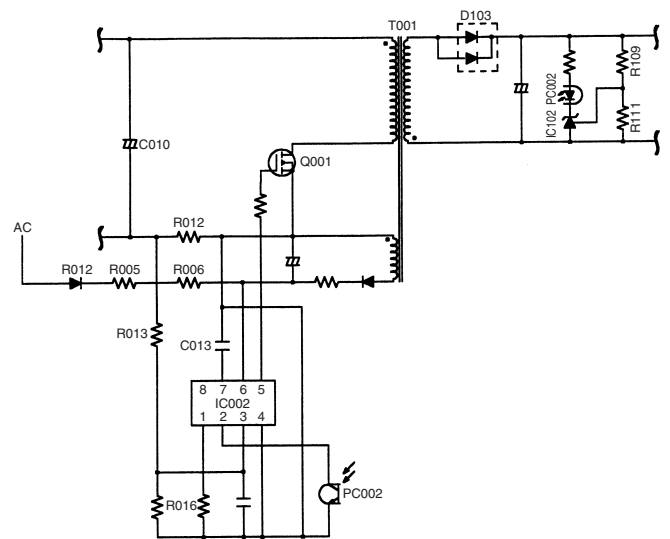 T001
D103
C010
Q001
IC102 PC002
R109
R111
AC
R012
R012
R005
R006
R013
C013
8 7 6 5
IC002
1 2 3 4
R016
PC002